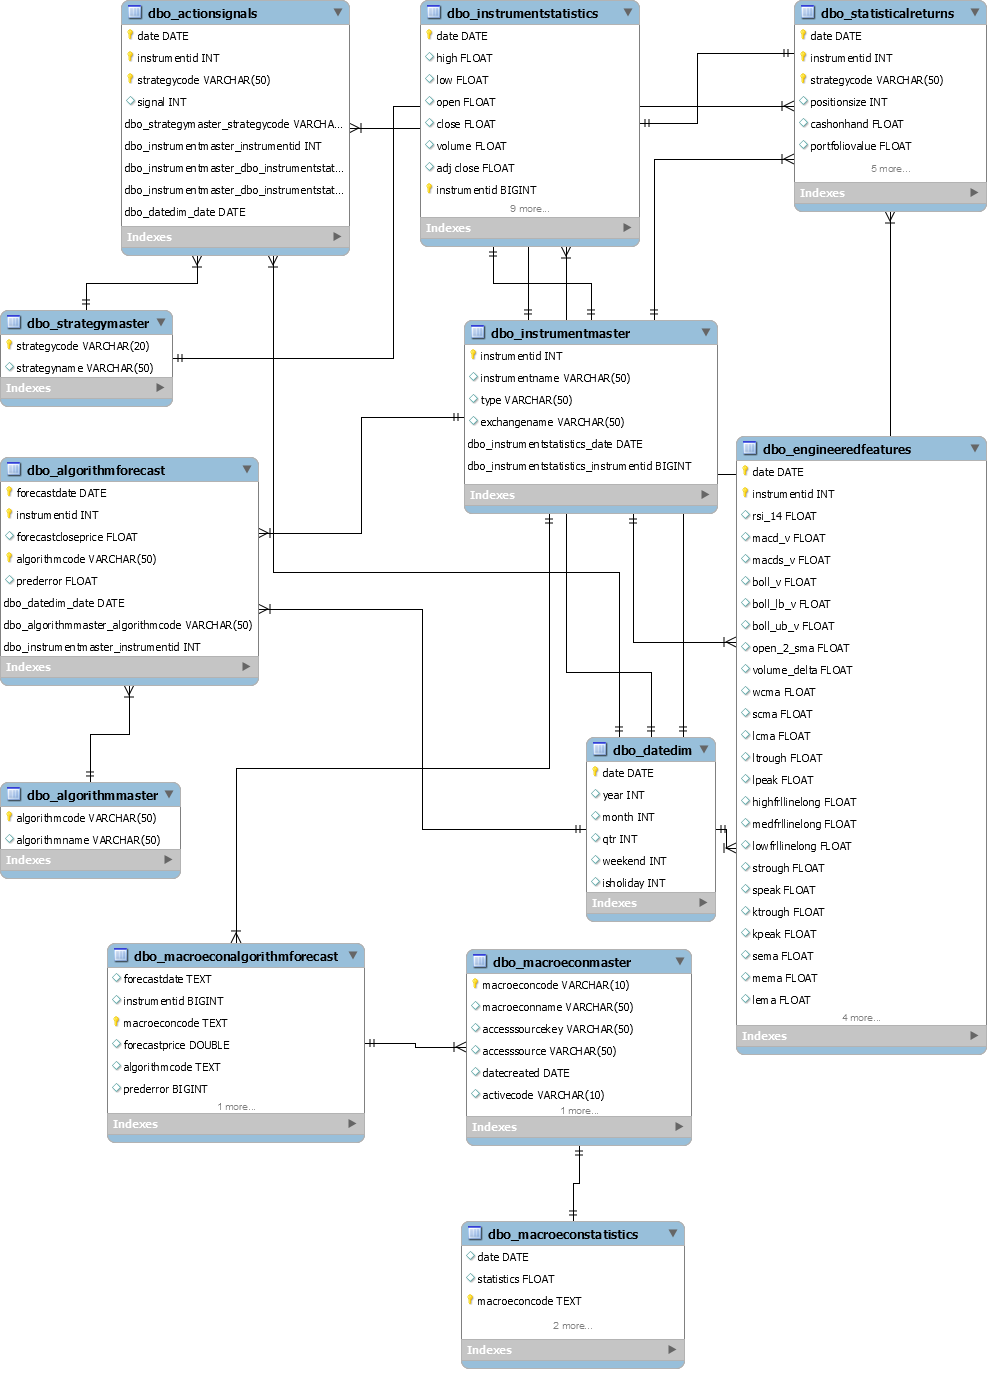 dbo_actionsignals
date DATE
instrumentid INT
strategycode VARCHAR(50)
signal INT
dbo_strategymaster_strategycode VARCHA...
dbo_instrumentmaster_instrumentid INT
dbo_instrumentmaster_dbo_instrumentstat...
dbo_instrumentmaster_dbo_instrumentstat...
dbo_datedim_date DATE
Indexes
dbo_instrumentstatistics
date DATE
high FLOAT
low FLOAT
open FLOAT
close FLOAT
volume FLOAT
adj close FLOAT
instrumentid BIGINT
9 more...
Indexes
dbo_statisticalreturns
date DATE
instrumentid INT
strategycode VARCHAR(50)
positionsize INT
cashonhand FLOAT
portfoliovalue FLOAT
5 more...
Indexes
dbo_strategymaster
strategycode VARCHAR(20)
strategyname VARCHAR(50)
Indexes
dbo_instrumentmaster
instrumentid INT
instrumentname VARCHAR(50)
type VARCHAR(50)
exchangename VARCHAR(50)
dbo_instrumentstatistics_date DATE
dbo_instrumentstatistics_instrumentid BIGINT
Indexes
dbo_algorithmforecast
forecastdate DATE
instrumentid INT
forecastcloseprice FLOAT
algorithmcode VARCHAR(50)
prederror FLOAT
dbo_datedim_date DATE
dbo_algorithmmaster_algorithmcode VARCHAR(50)
dbo_instrumentmaster_instrumentid INT
Indexes
dbo_engineeredfeatures
date DATE
instrumentid INT
rsi_14 FLOAT
macd_v FLOAT
macds_v FLOAT
boll_v FLOAT
boll_lb_v FLOAT
boll_ub_v FLOAT
open_2_sma FLOAT
volume_delta FLOAT
wcma FLOAT
scma FLOAT
lcma FLOAT
ltrough FLOAT
lpeak FLOAT
highfrllinelong FLOAT
medfrllinelong FLOAT
lowfrllinelong FLOAT
strough FLOAT
speak FLOAT
ktrough FLOAT
kpeak FLOAT
sema FLOAT
mema FLOAT
lema FLOAT
4 more...
Indexes
dbo_algorithmmaster
algorithmcode VARCHAR(50)
algorithmname VARCHAR(50)
Indexes
dbo_datedim
date DATE
year INT
month INT
qtr INT
weekend INT
isholiday INT
Indexes
dbo_macroeconalgorithmforecast
forecastdate TEXT
instrumentid BIGINT
macroeconcode TEXT
forecastprice DOUBLE
algorithmcode TEXT
prederror BIGINT
1 more...
Indexes
dbo_macroeconmaster
macroeconcode VARCHAR(10)
macroeconname VARCHAR(50)
accesssourcekey VARCHAR(50)
accesssource VARCHAR(50)
datecreated DATE
activecode VARCHAR(10)
1 more...
Indexes
dbo_macroeconstatistics
date DATE
statistics FLOAT
macroeconcode TEXT
2 more...
Indexes